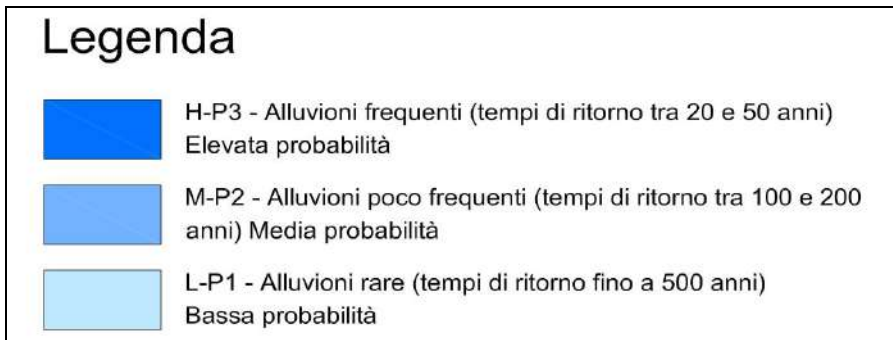 Legenda
H-P3 - Alluvioni frequenti (tempi di ritorno tra 20 e 50 anni)
Elevata probabilità
M-P2 - Alluvioni poco frequenti (tempi di ritorno tra 100 e 200
anni) Media probabilità
L-P1 - Alluvioni rare (tempi di ritorno fino a 500 anni)
Bassa probabilità